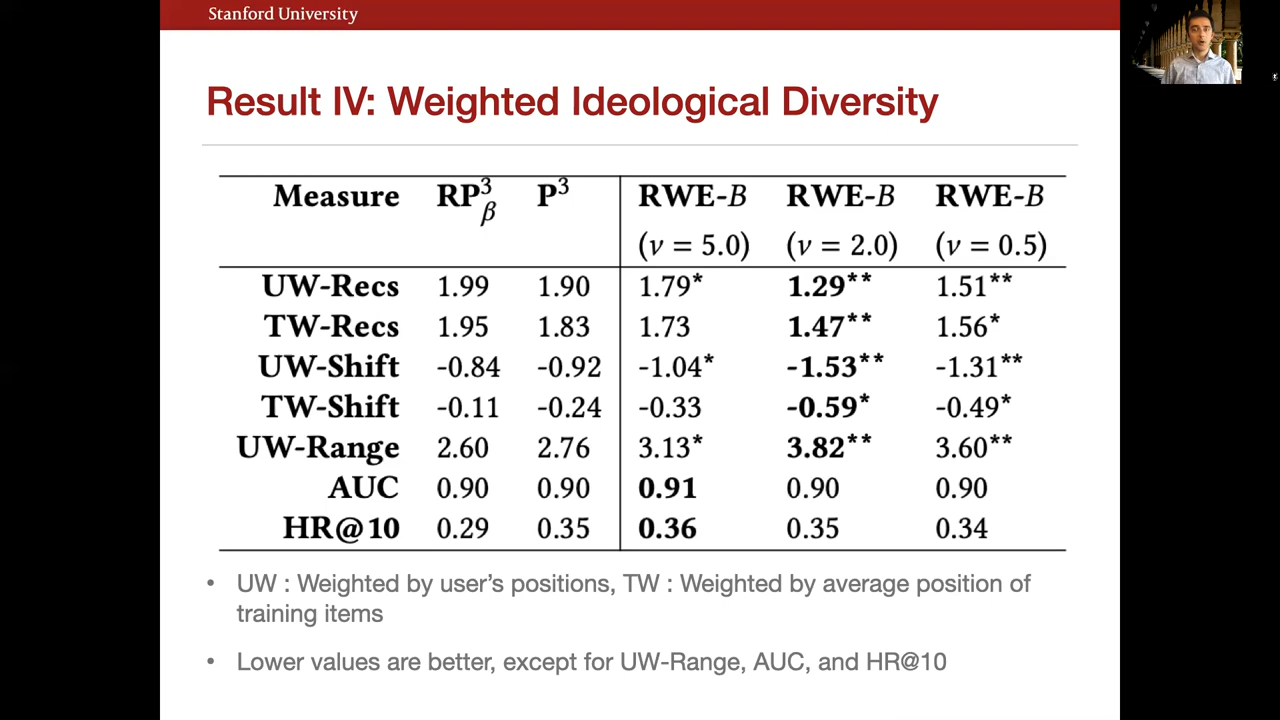 Stanford University
Result IV: Weighted Ideological Diversity
Measure RP³β P³ RWE-B RWE-B RWE-B
(ν = 5.0) (ν = 2.0) (ν = 0.5)
UW-Recs 1.99 1.90 1.79* 1.29** 1.51**
TW-Recs 1.95 1.83 1.73 1.47** 1.56*
UW-Shift -0.84 -0.92 -1.04* -1.53** -1.31**
TW-Shift -0.11 -0.24 -0.33 -0.59* -0.49*
UW-Range 2.60 2.76 3.13* 3.82** 3.60**
AUC 0.90 0.90 0.91 0.90 0.90
HR@10 0.29 0.35 0.36 0.35 0.34
• UW : Weighted by user's positions, TW : Weighted by average position of
training items
• Lower values are better, except for UW-Range, AUC, and HR@10